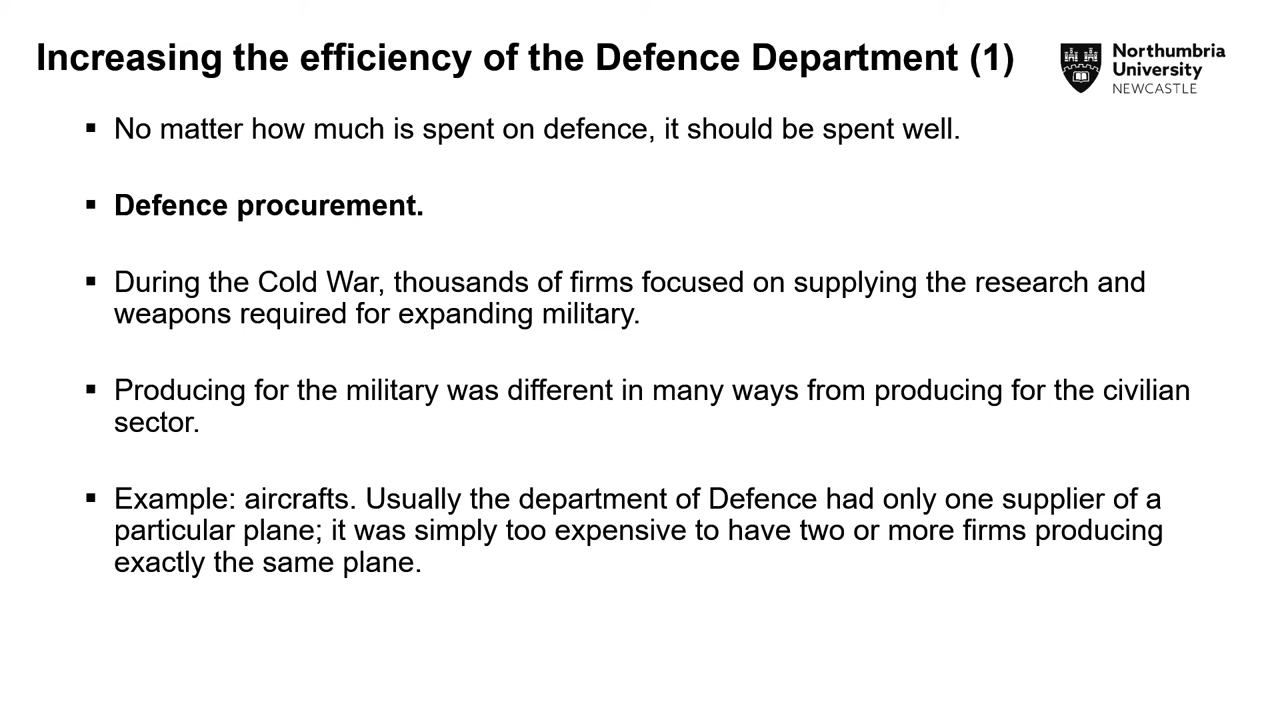 Increasing the efficiency of the Defence Department (1)
Northumbria
University
NEWCASTLE
▪ No matter how much is spent on defence, it should be spent well.
▪ Defence procurement.
▪ During the Cold War, thousands of firms focused on supplying the research and
weapons required for expanding military.
▪ Producing for the military was different in many ways from producing for the civilian
sector.
▪ Example: aircrafts. Usually the department of Defence had only one supplier of a
particular plane; it was simply too expensive to have two or more firms producing
exactly the same plane.